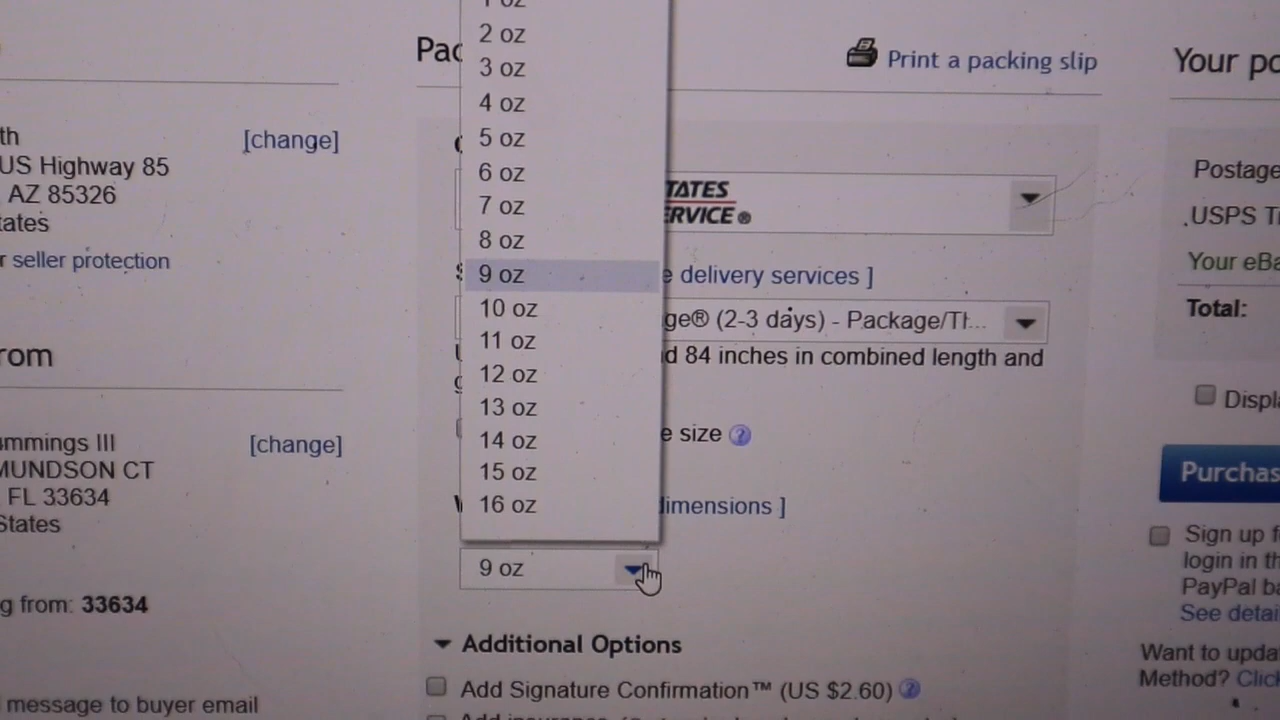 th
US Highway 85
AZ 85326
tates
r seller protection
[change]
rom
mmings III
MUNDSON CT
FL 33634
States
[change]
g from: 33634
message to buyer email
Pac
Print a packing slip
1 oz
2 oz
3 oz
4 oz
5 oz
6 oz
7 oz
8 oz
9 oz
10 oz
11 oz
12 oz
13 oz
14 oz
15 oz
16 oz
TATES
ERVICE®
e delivery services ]
ge® (2-3 days) - Package/Th...
d 84 inches in combined length and
g
e size ?
dimensions ]
9 oz
Additional Options
Add Signature Confirmation™ (US $2.60) ?
Your po
Postage
USPS Tr
Your eBa
Total:
Displa
Purchas
Sign up f
login in th
PayPal ba
See detai
Want to upda
Method? Click